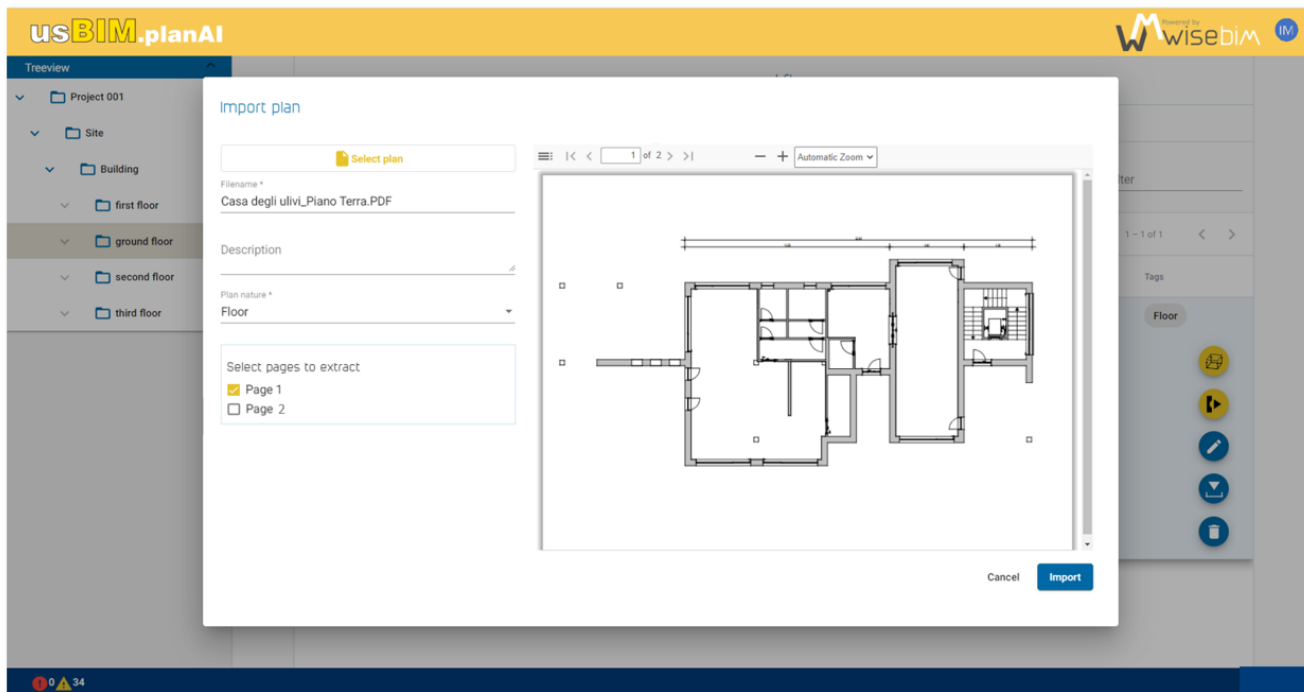 usBIM.planAI
Powered by
wisebim
IM
Treeview
Project 001
Site
Building
first floor
ground floor
second floor
third floor
Import plan
Select plan
Filename *
Casa degli ulivi_Piano Terra.PDF
Description
Plan nature *
Floor
Select pages to extract
Page 1
Page 2
1 of 2
Automatic Zoom
Cancel
Import
1 – 1 of 1
Tags
Floor
0 34